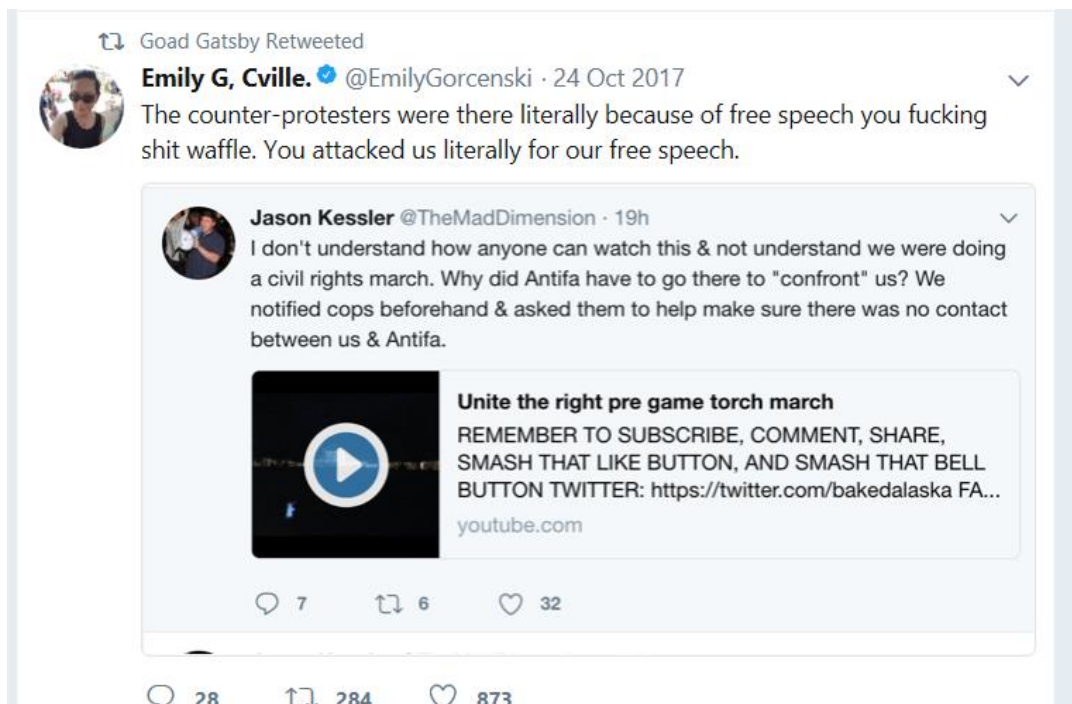 Goad Gatsby Retweeted
Emily G, Cville. @EmilyGorcenski · 24 Oct 2017
The counter-protesters were there literally because of free speech you fucking
shit waffle. You attacked us literally for our free speech.
Jason Kessler @TheMadDimension · 19h
I don't understand how anyone can watch this & not understand we were doing
a civil rights march. Why did Antifa have to go there to "confront" us? We
notified cops beforehand & asked them to help make sure there was no contact
between us & Antifa.
Unite the right pre game torch march
REMEMBER TO SUBSCRIBE, COMMENT, SHARE,
SMASH THAT LIKE BUTTON, AND SMASH THAT BELL
BUTTON TWITTER: https://twitter.com/bakedalaska FA...
youtube.com
7 6 32
28 284 873